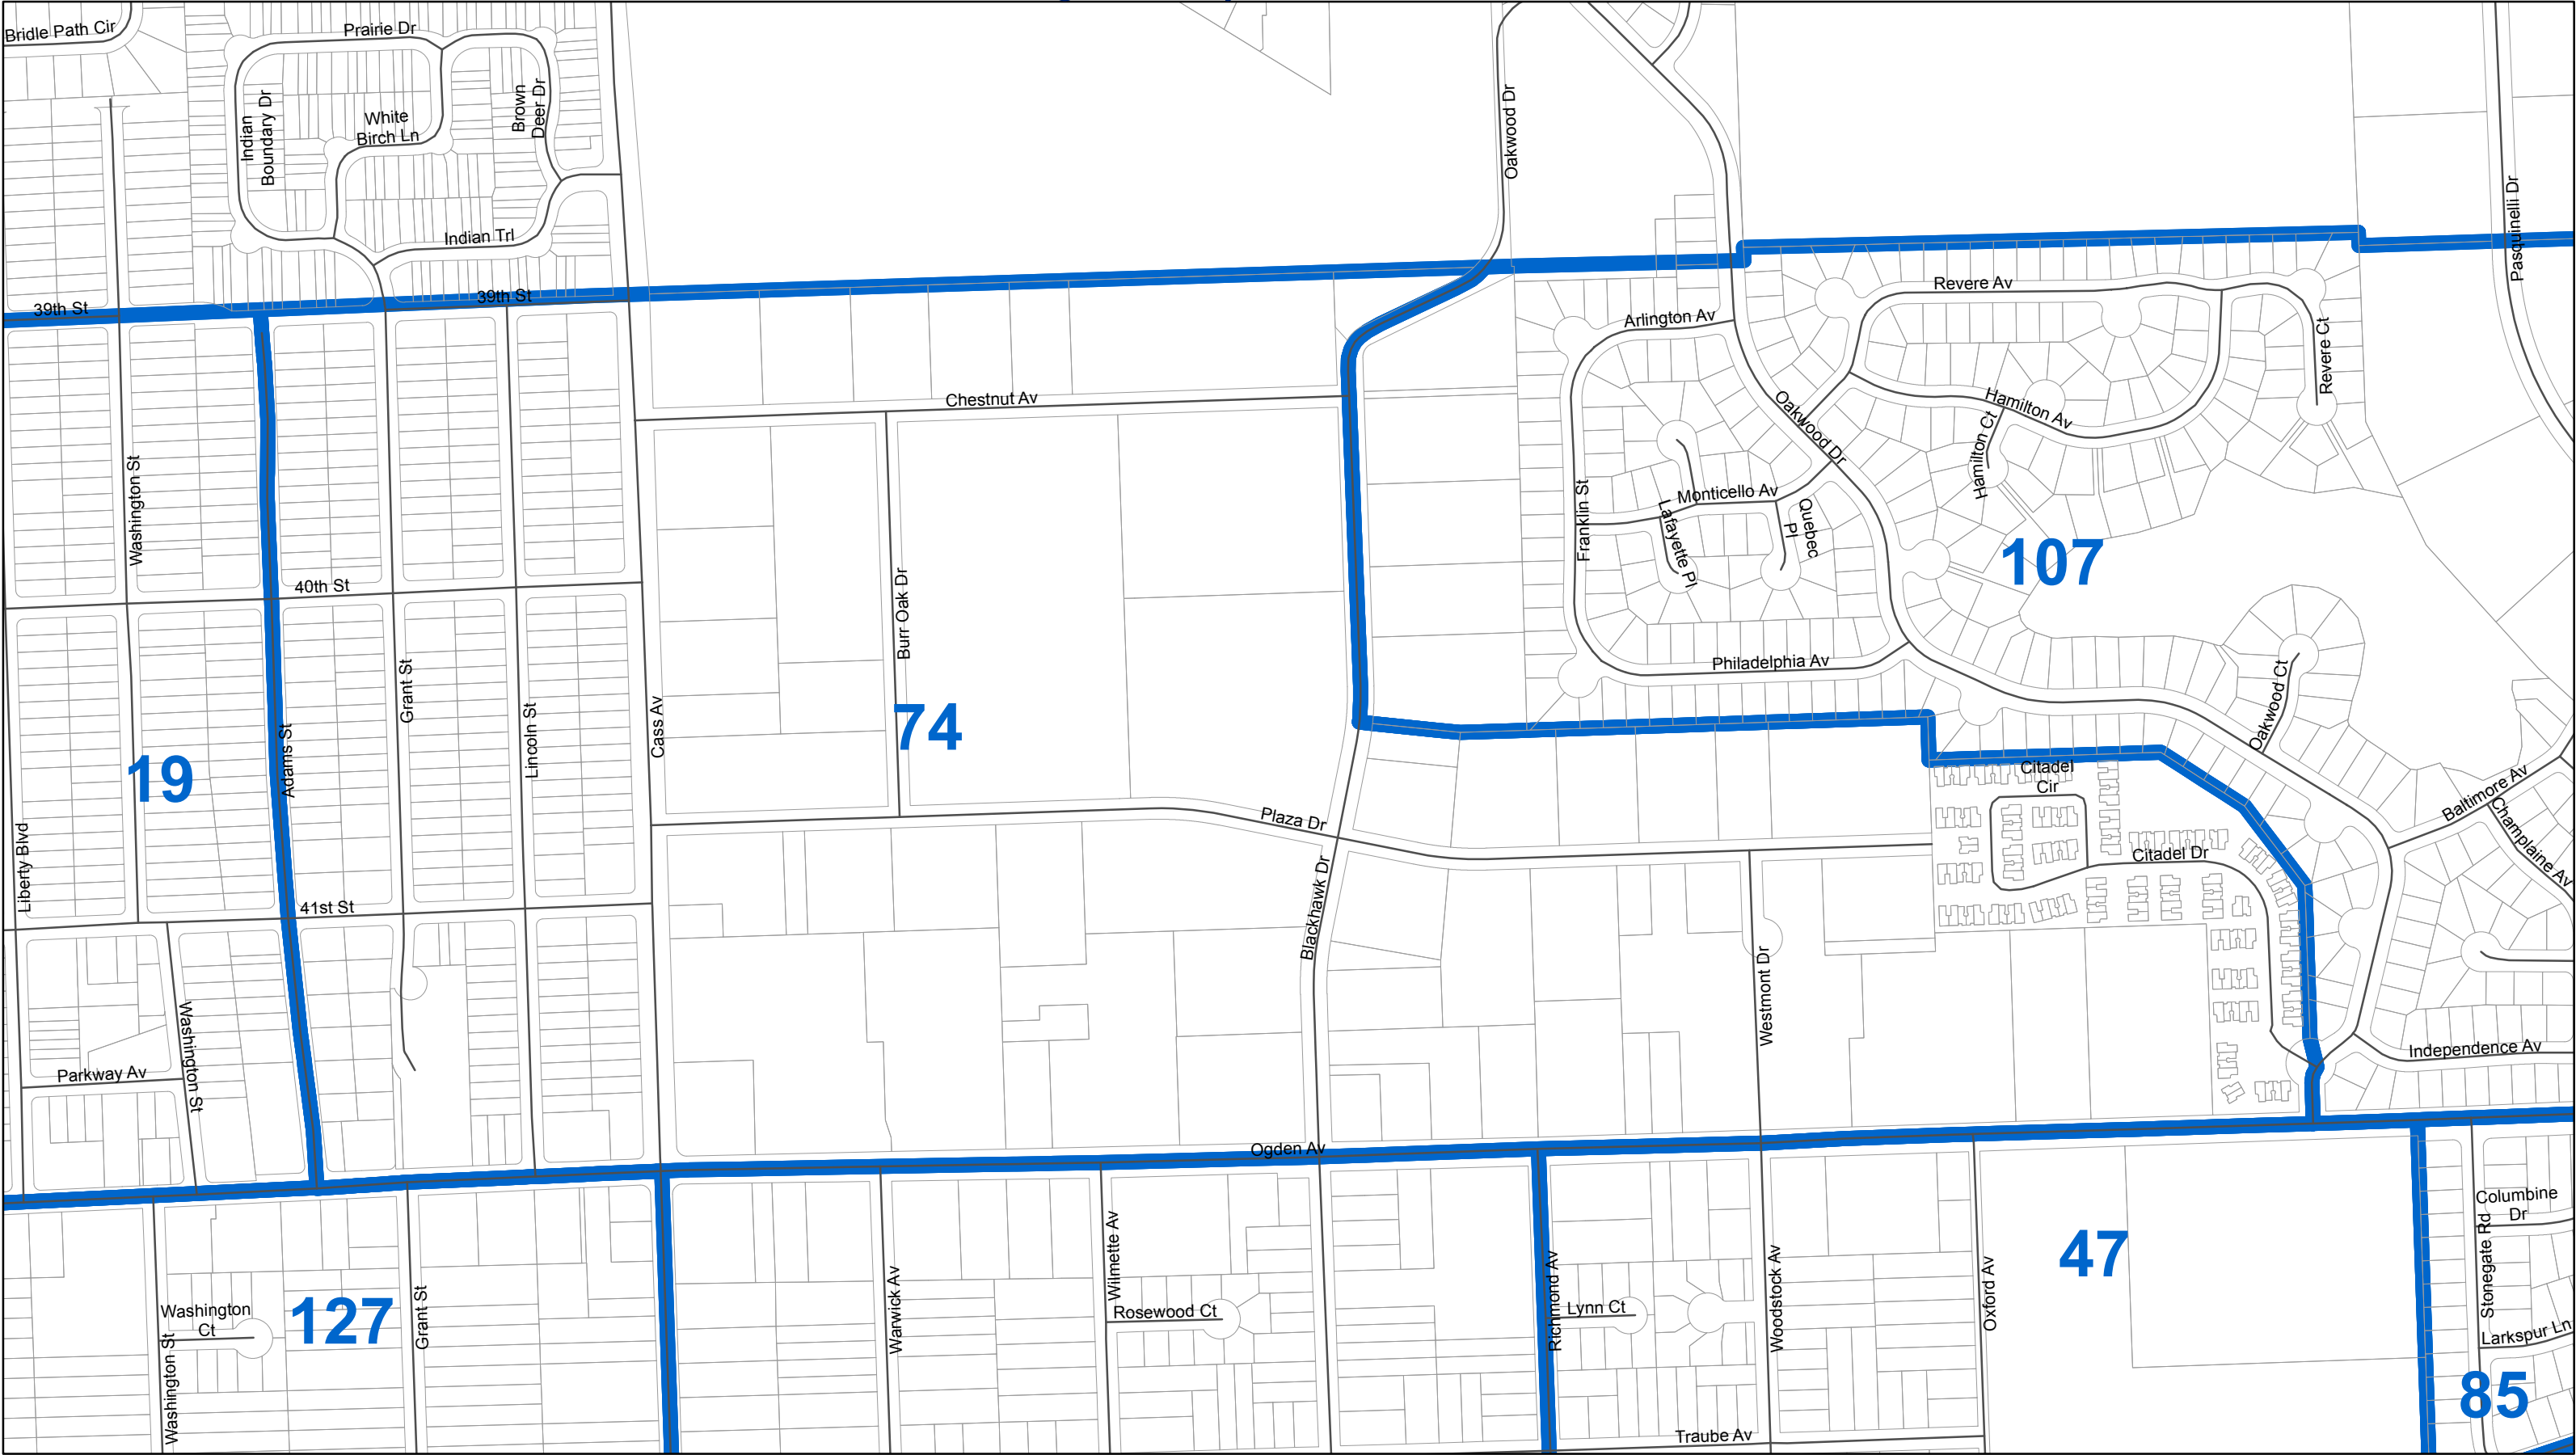 Bridle Path Cir
Prairie Dr
Indian
Boundary Dr
White
Birch Ln
Brown
Deer Dr
Indian Trl
Oakwood Dr
Pasquinelli Dr
39th St
39th St
Revere Av
Arlington Av
Revere Ct
Chestnut Av
Oakwood Dr
Hamilton Av
Hamilton Ct
Washington St
Franklin St
Monticello Av
Lafayette Pl
Quebec
Pl
107
40th St
Burr Oak Dr
Grant St
Philadelphia Av
Oakwood Ct
Lincoln St
Cass Av
74
19
Adams St
Citadel
Cir
Baltimore Av
Champlaine Av
Plaza Dr
Liberty Blvd
Citadel Dr
Blackhawk Dr
41st St
Westmont Dr
Washington St
Parkway Av
Independence Av
Ogden Av
Columbine
Dr
Stonegate Rd
47
Wilmette Av
Warwick Av
Richmond Av
Woodstock Av
Oxford Av
Washington
Ct
127
Grant St
Rosewood Ct
Lynn Ct
Larkspur Ln
Washington St
85
Traube Av